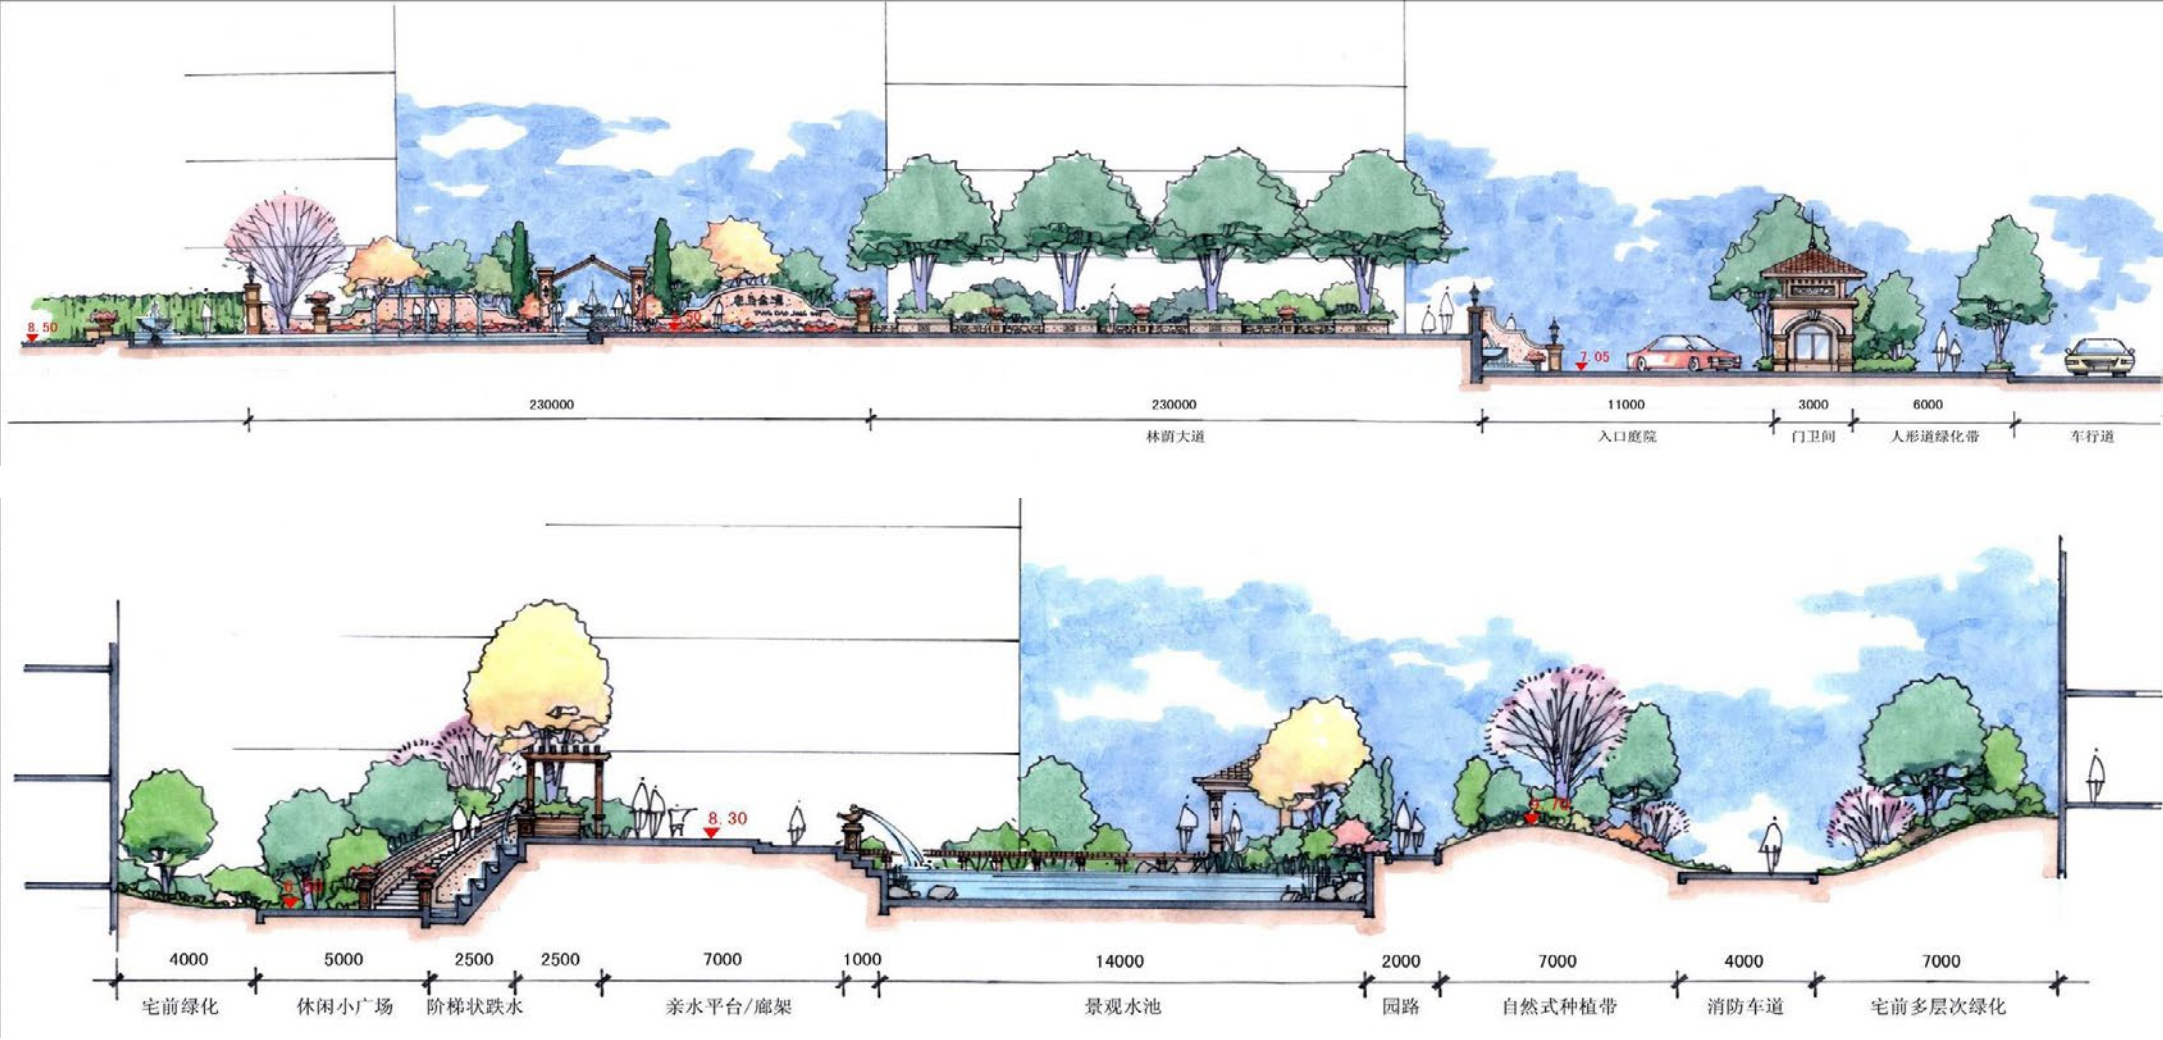 8.50
7.05
230000
230000
11000
3000
6000
林荫大道
入口庭院
门卫间
人形道绿化带
车行道
8.30
4000
5000
2500
2500
7000
1000
14000
2000
7000
4000
7000
宅前绿化
休闲小广场
阶梯状跌水
亲水平台/廊架
景观水池
园路
自然式种植带
消防车道
宅前多层次绿化